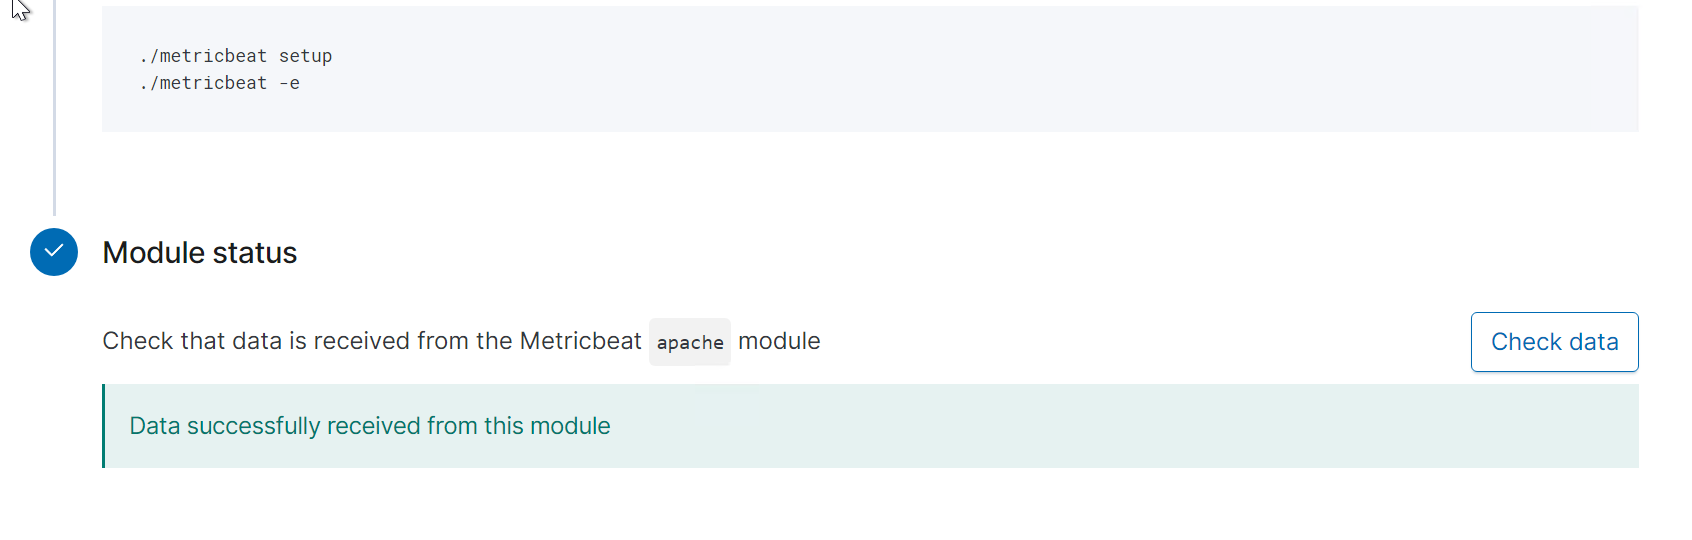 ./metricbeat setup
./metricbeat -e
Module status
Check that data is received from the Metricbeat apache module
Check data
Data successfully received from this module